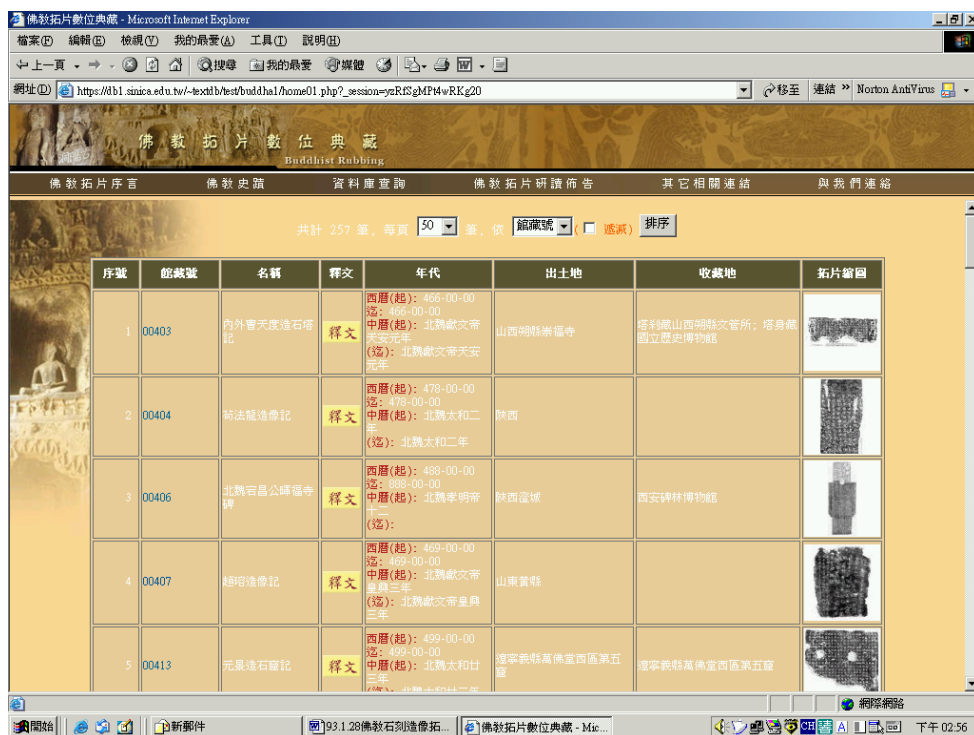 佛教拓片數位典藏 - Microsoft Internet Explorer
檔案(F) 編輯(E) 檢視(V) 我的最愛(A) 工具(T) 說明(H)
上一頁 搜尋 我的最愛 媒體
網址(D) https://db1.sinica.edu.tw/~textdb/test/buddha1/home01.php?_session=yzRfSgMPt4wRKg20 移至 連結 » Norton AntiVirus
佛教拓片數位典藏
Buddhist Rubbing
佛教拓片序言 佛教史蹟 資料庫查詢 佛教拓片研讀佈告 其它相關連結 與我們連絡
共計 257 筆, 每頁 50 筆, 依 館藏號 ( 遞減) 排序
序號 館藏號 名稱 釋文 年代 出土地 收藏地 拓片縮圖
1 00403 內外曹天度造石塔記 釋文
西曆(起): 466-00-00
迄: 466-00-00
中曆(起): 北魏獻文帝天安元年
(迄): 北魏獻文帝天安元年
山西朔縣崇福寺
塔剎藏山西朔縣文管所; 塔身藏國立歷史博物館
2 00404 荀法龍造像記 釋文
西曆(起): 478-00-00
迄: 478-00-00
中曆(起): 北魏太和二年
(迄): 北魏太和二年
陝西
3 00406 北魏宕昌公暉福寺碑 釋文
西曆(起): 488-00-00
迄: 888-00-00
中曆(起): 北魏孝明帝十二
(迄):
陝西澄城
西安碑林博物館
4 00407 趙琯造像記 釋文
西曆(起): 469-00-00
迄: 469-00-00
中曆(起): 北魏獻文帝皇興三年
(迄): 北魏獻文帝皇興三年
山東黃縣
5 00413 元景造石窟記 釋文
西曆(起): 499-00-00
迄: 499-00-00
中曆(起): 北魏太和廿三年
(迄): 北魏太和廿三年
遼寧義縣萬佛堂西區第五窟
遼寧義縣萬佛堂西區第五窟
網際網路
開始 新郵件 93.1.28佛教石刻造像拓... 佛教拓片數位典藏 - Mic... CH 下午 02:56